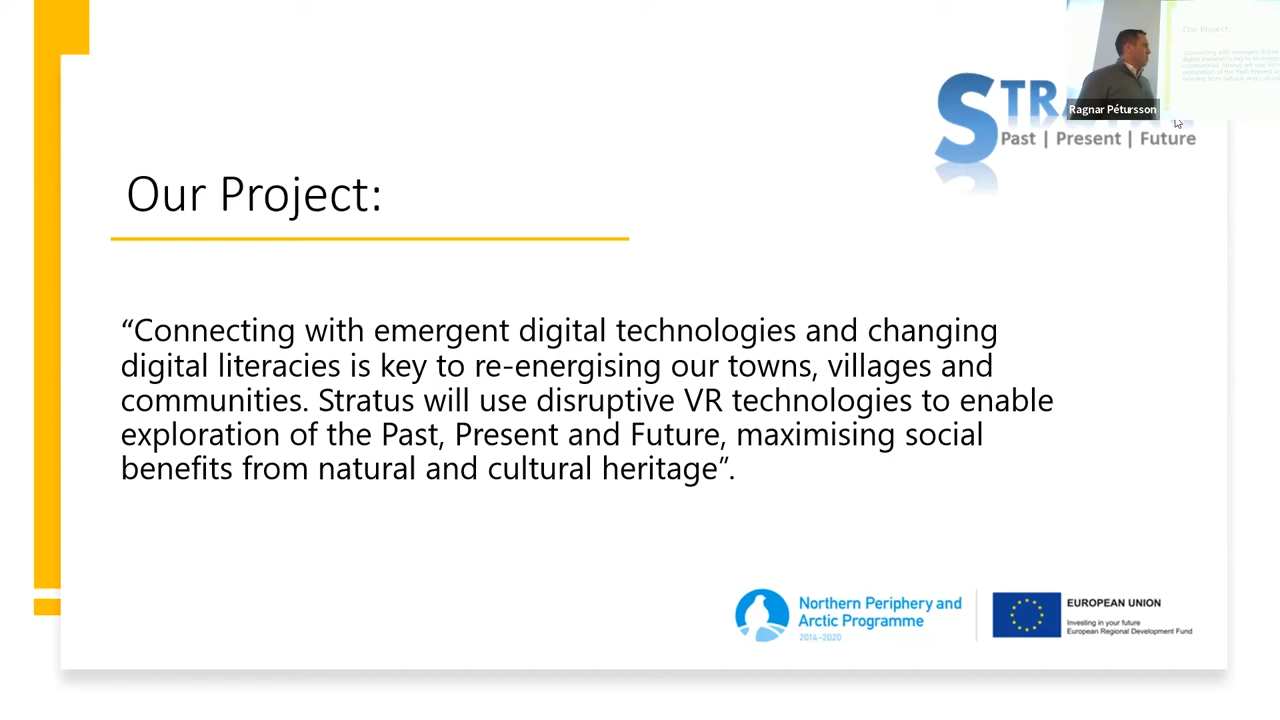 Our Project:
STR
Ragnar Pétursson
Past | Present | Future
Our Project:
“Connecting with emergent digital technologies and changing
digital literacies is key to re-energising our towns, villages and
communities. Stratus will use disruptive VR technologies to enable
exploration of the Past, Present and Future, maximising social
benefits from natural and cultural heritage”.
Northern Periphery and
Arctic Programme
2014–2020
EUROPEAN UNION
Investing in your future
European Regional Development Fund